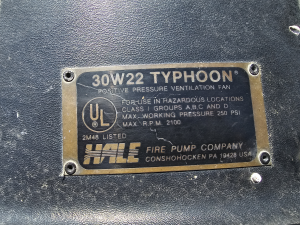 30W22 TYPHOON®
POSITIVE PRESSURE VENTILATION FAN
UL
FOR USE IN HAZARDOUS LOCATIONS
CLASS I GROUPS A,B,C AND D
MAX. WORKING PRESSURE 250 PSI
MAX. R.P.M. 2100
2M48 LISTED
HALE FIRE PUMP COMPANY
CONSHOHOCKEN PA 19428 USA